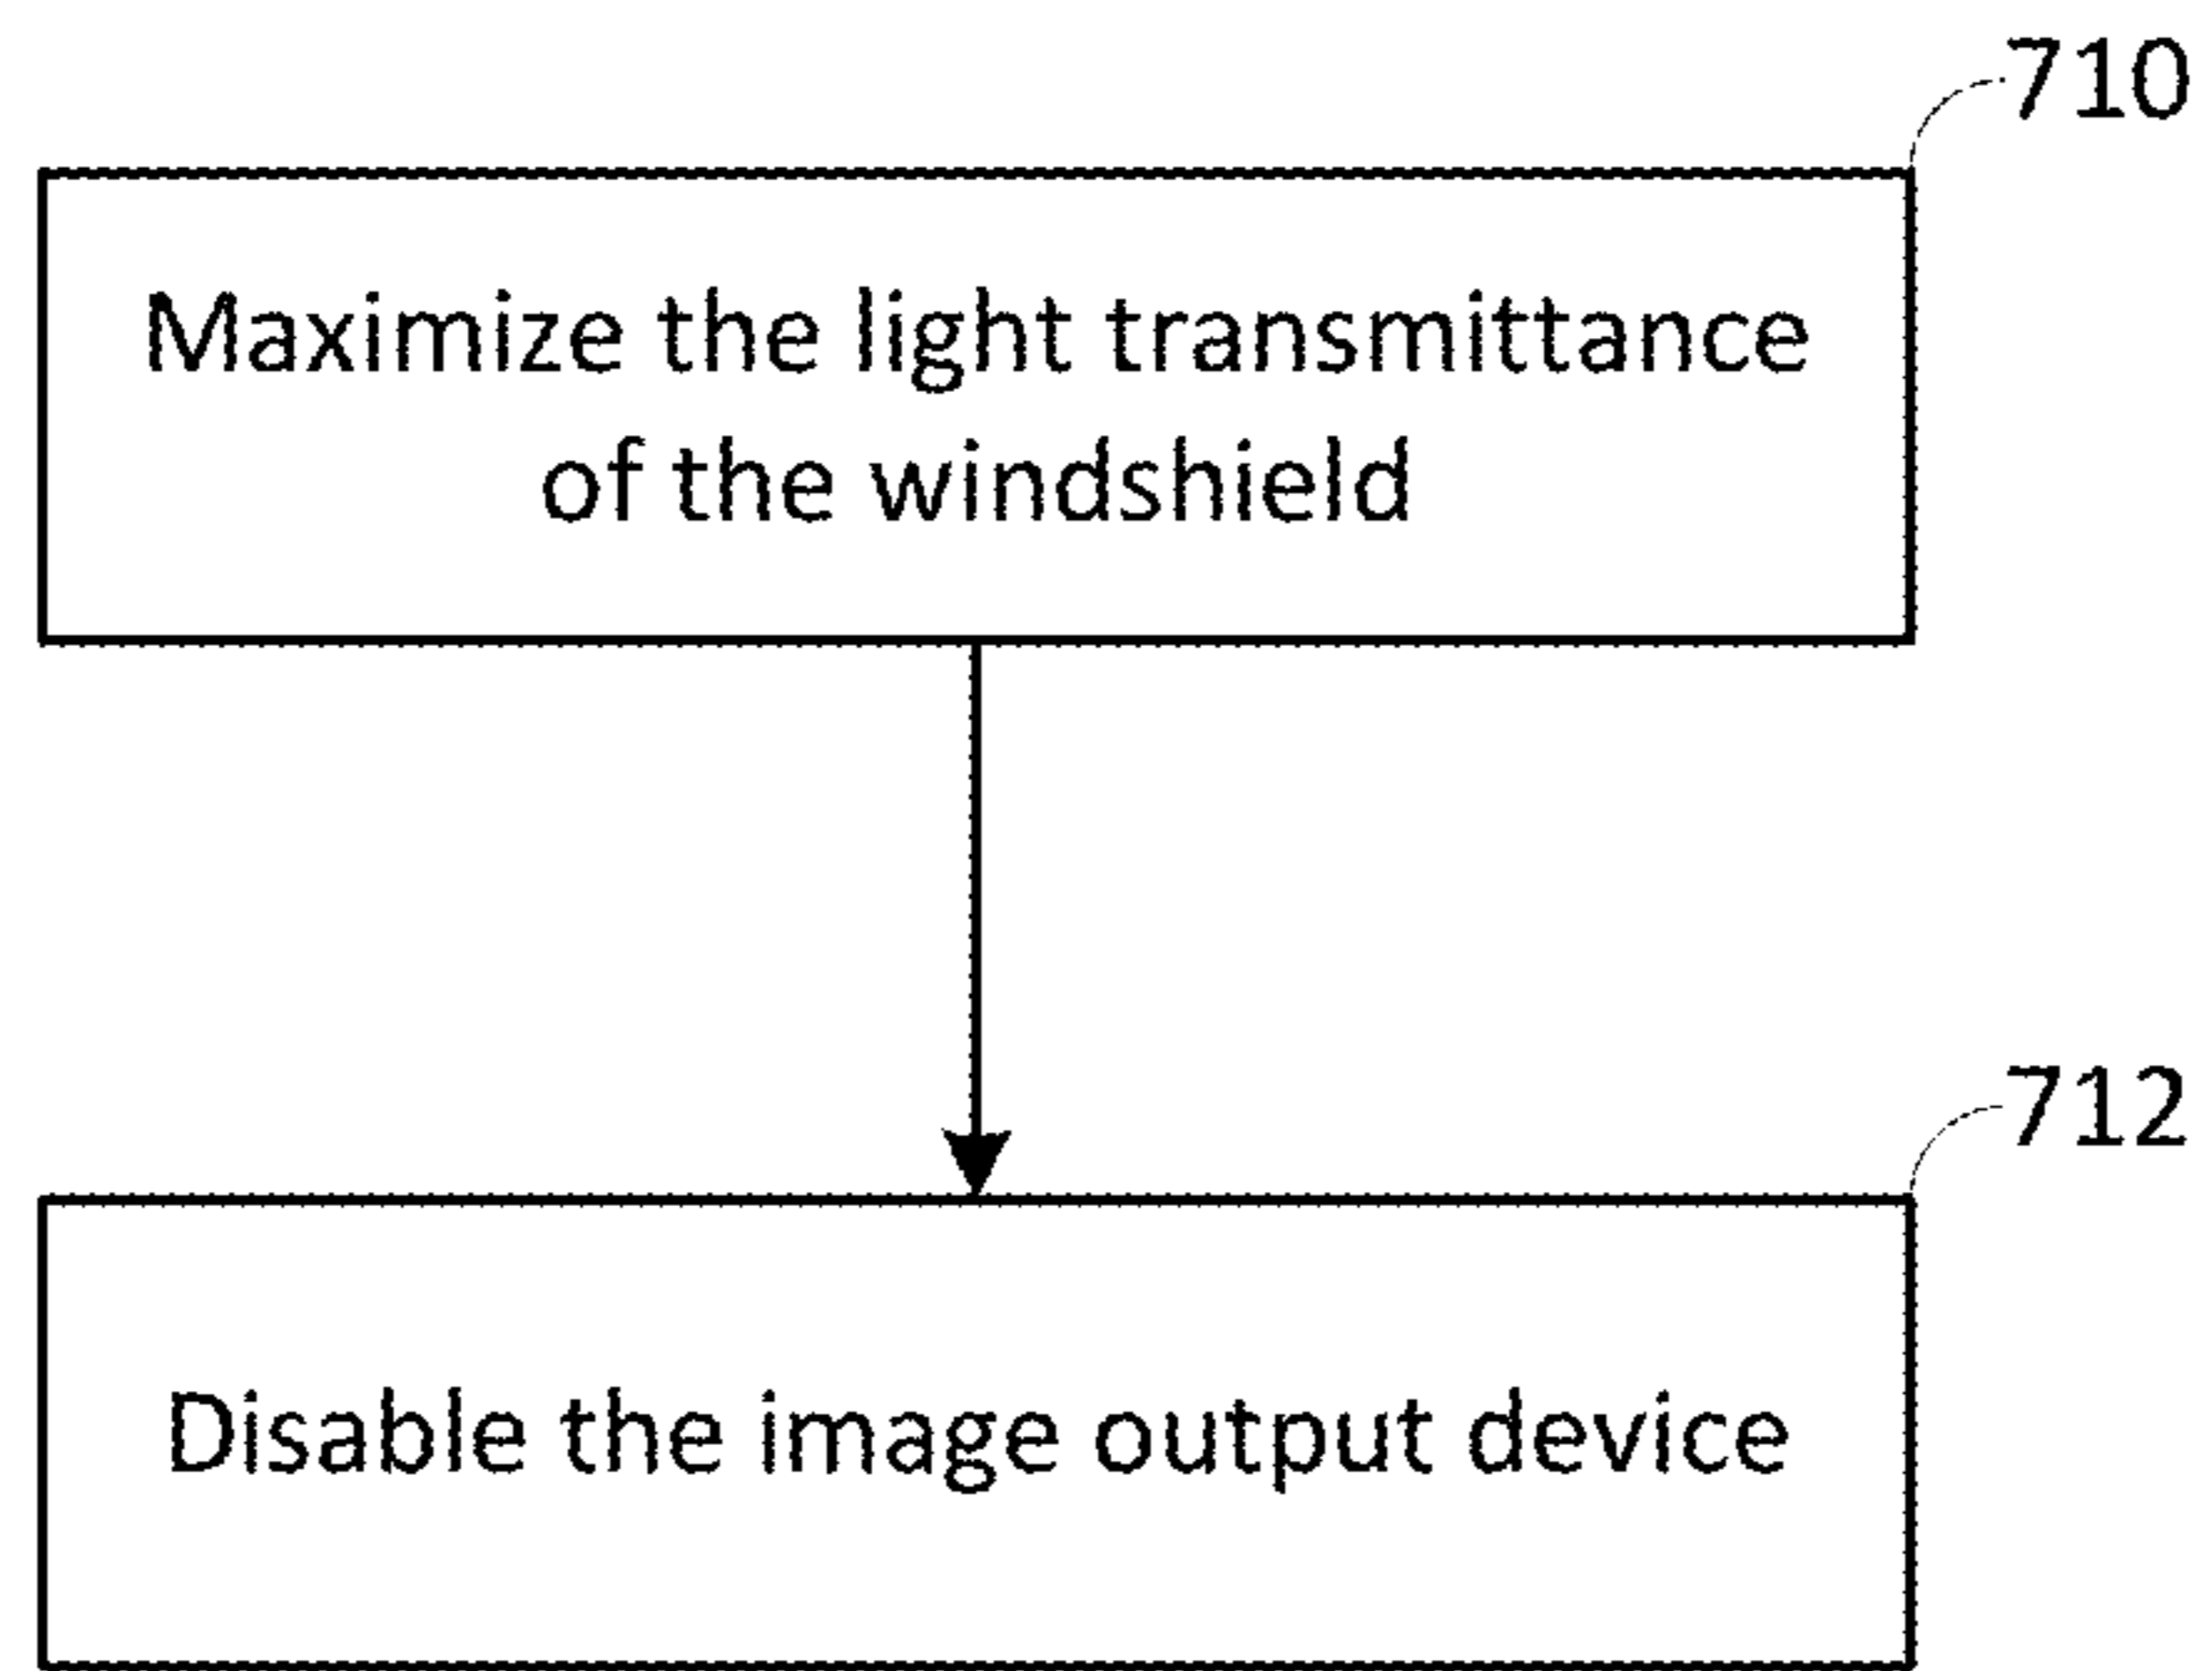 710
Maximize the light transmittance
of the windshield
712
Disable the image output device